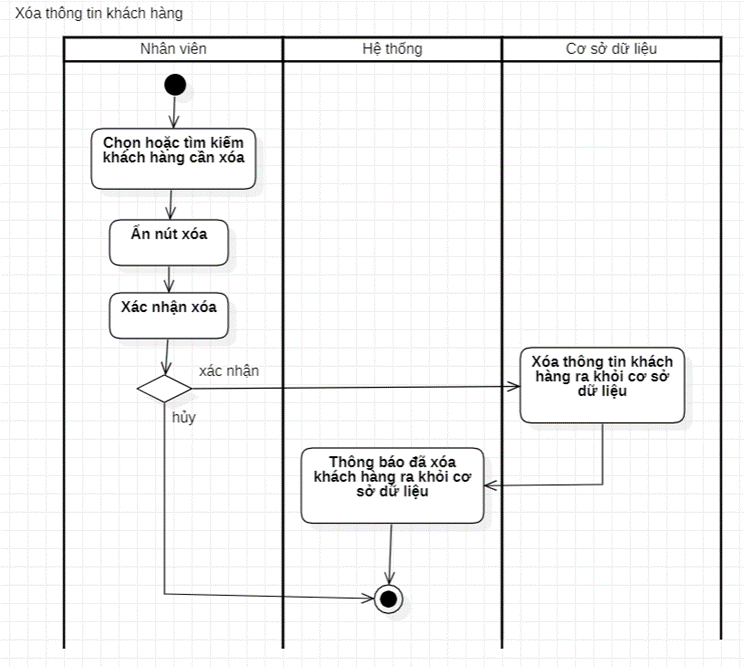 Xóa thông tin khách hàng
Nhân viên
Hệ thống
Cơ sở dữ liệu
Chọn hoặc tìm kiếm
khách hàng cần xóa
Ấn nút xóa
Xác nhận xóa
xác nhận
hủy
Xóa thông tin khách
hàng ra khỏi cơ sở
dữ liệu
Thông báo đã xóa
khách hàng ra khỏi cơ
sở dữ liệu